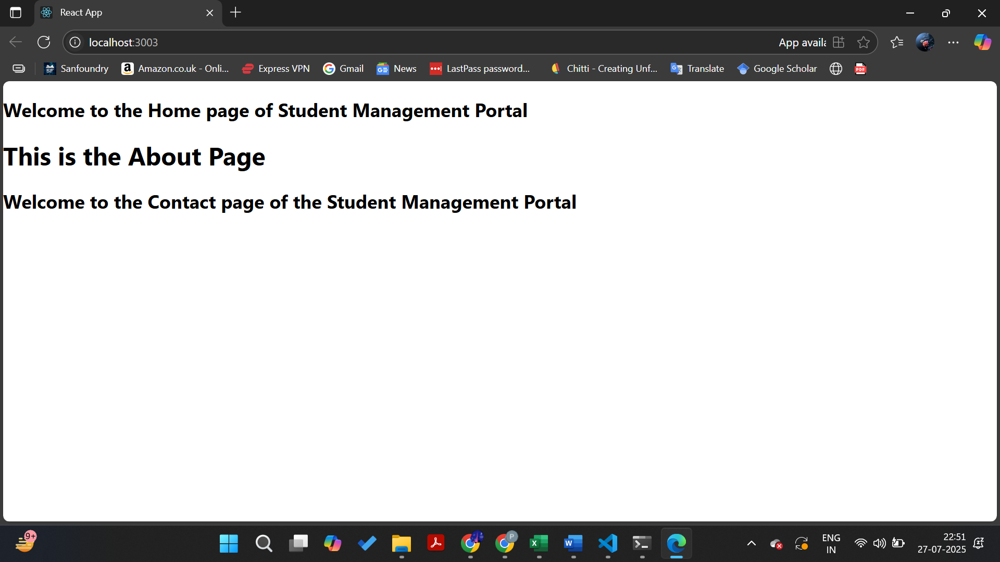 React App
localhost:3003
App availa
Sanfoundry
Amazon.co.uk - Onli...
Express VPN
Gmail
News
LastPass password...
Chitti - Creating Unf...
Translate
Google Scholar
PDF
Welcome to the Home page of Student Management Portal
This is the About Page
Welcome to the Contact page of the Student Management Portal
9+
P
ENG
IN
22:51
27-07-2025